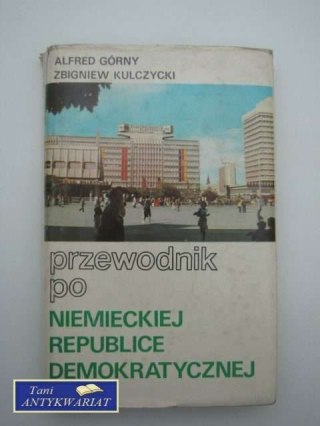 ALFRED GÓRNY
ZBIGNIEW KULCZYCKI
przewodnik
po
NIEMIECKIEJ
REPUBLICE
DEMOKRATYCZNEJ
Tani
ANTYKWARIAT